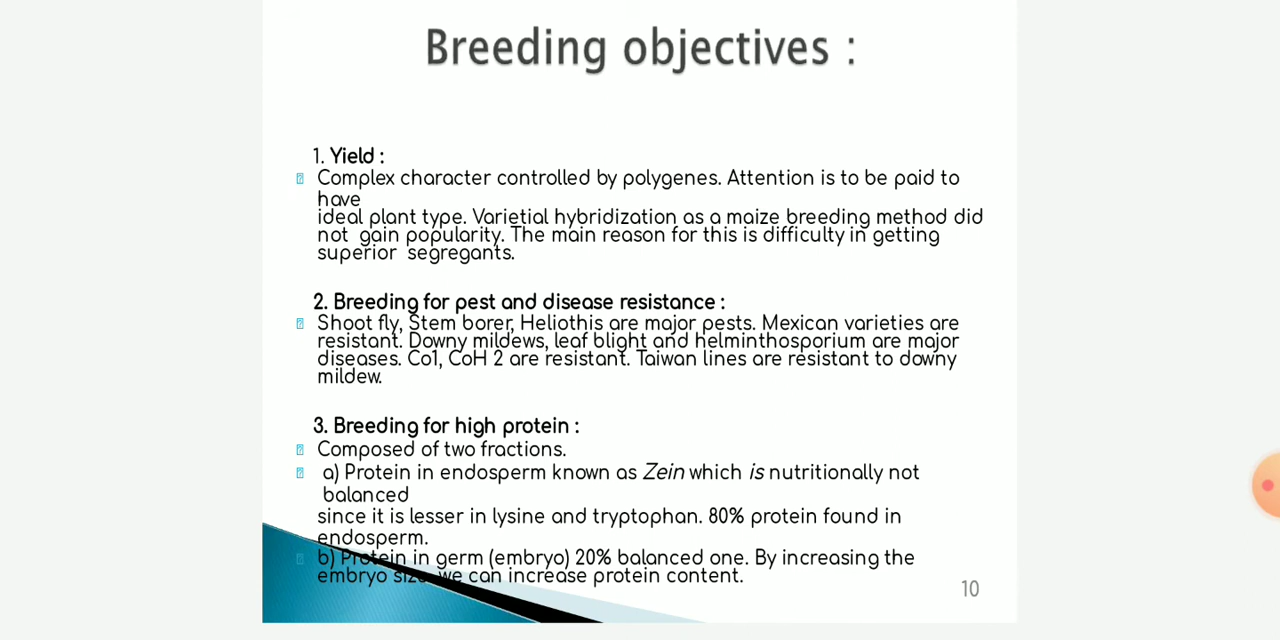 Breeding objectives :
1. Yield :
Complex character controlled by polygenes. Attention is to be paid to
have
ideal plant type. Varietial hybridization as a maize breeding method did
not gain popularity. The main reason for this is difficulty in getting
superior segregants.
2. Breeding for pest and disease resistance :
Shoot fly, Stem borer, Heliothis are major pests. Mexican varieties are
resistant. Downy mildews, leaf blight and helminthosporium are major
diseases. Co1, CoH 2 are resistant. Taiwan lines are resistant to downy
mildew.
3. Breeding for high protein :
Composed of two fractions.
a) Protein in endosperm known as Zein which is nutritionally not
balanced
since it is lesser in lysine and tryptophan. 80% protein found in
endosperm.
b) Protein in germ (embryo) 20% balanced one. By increasing the
embryo size, we can increase protein content.
10